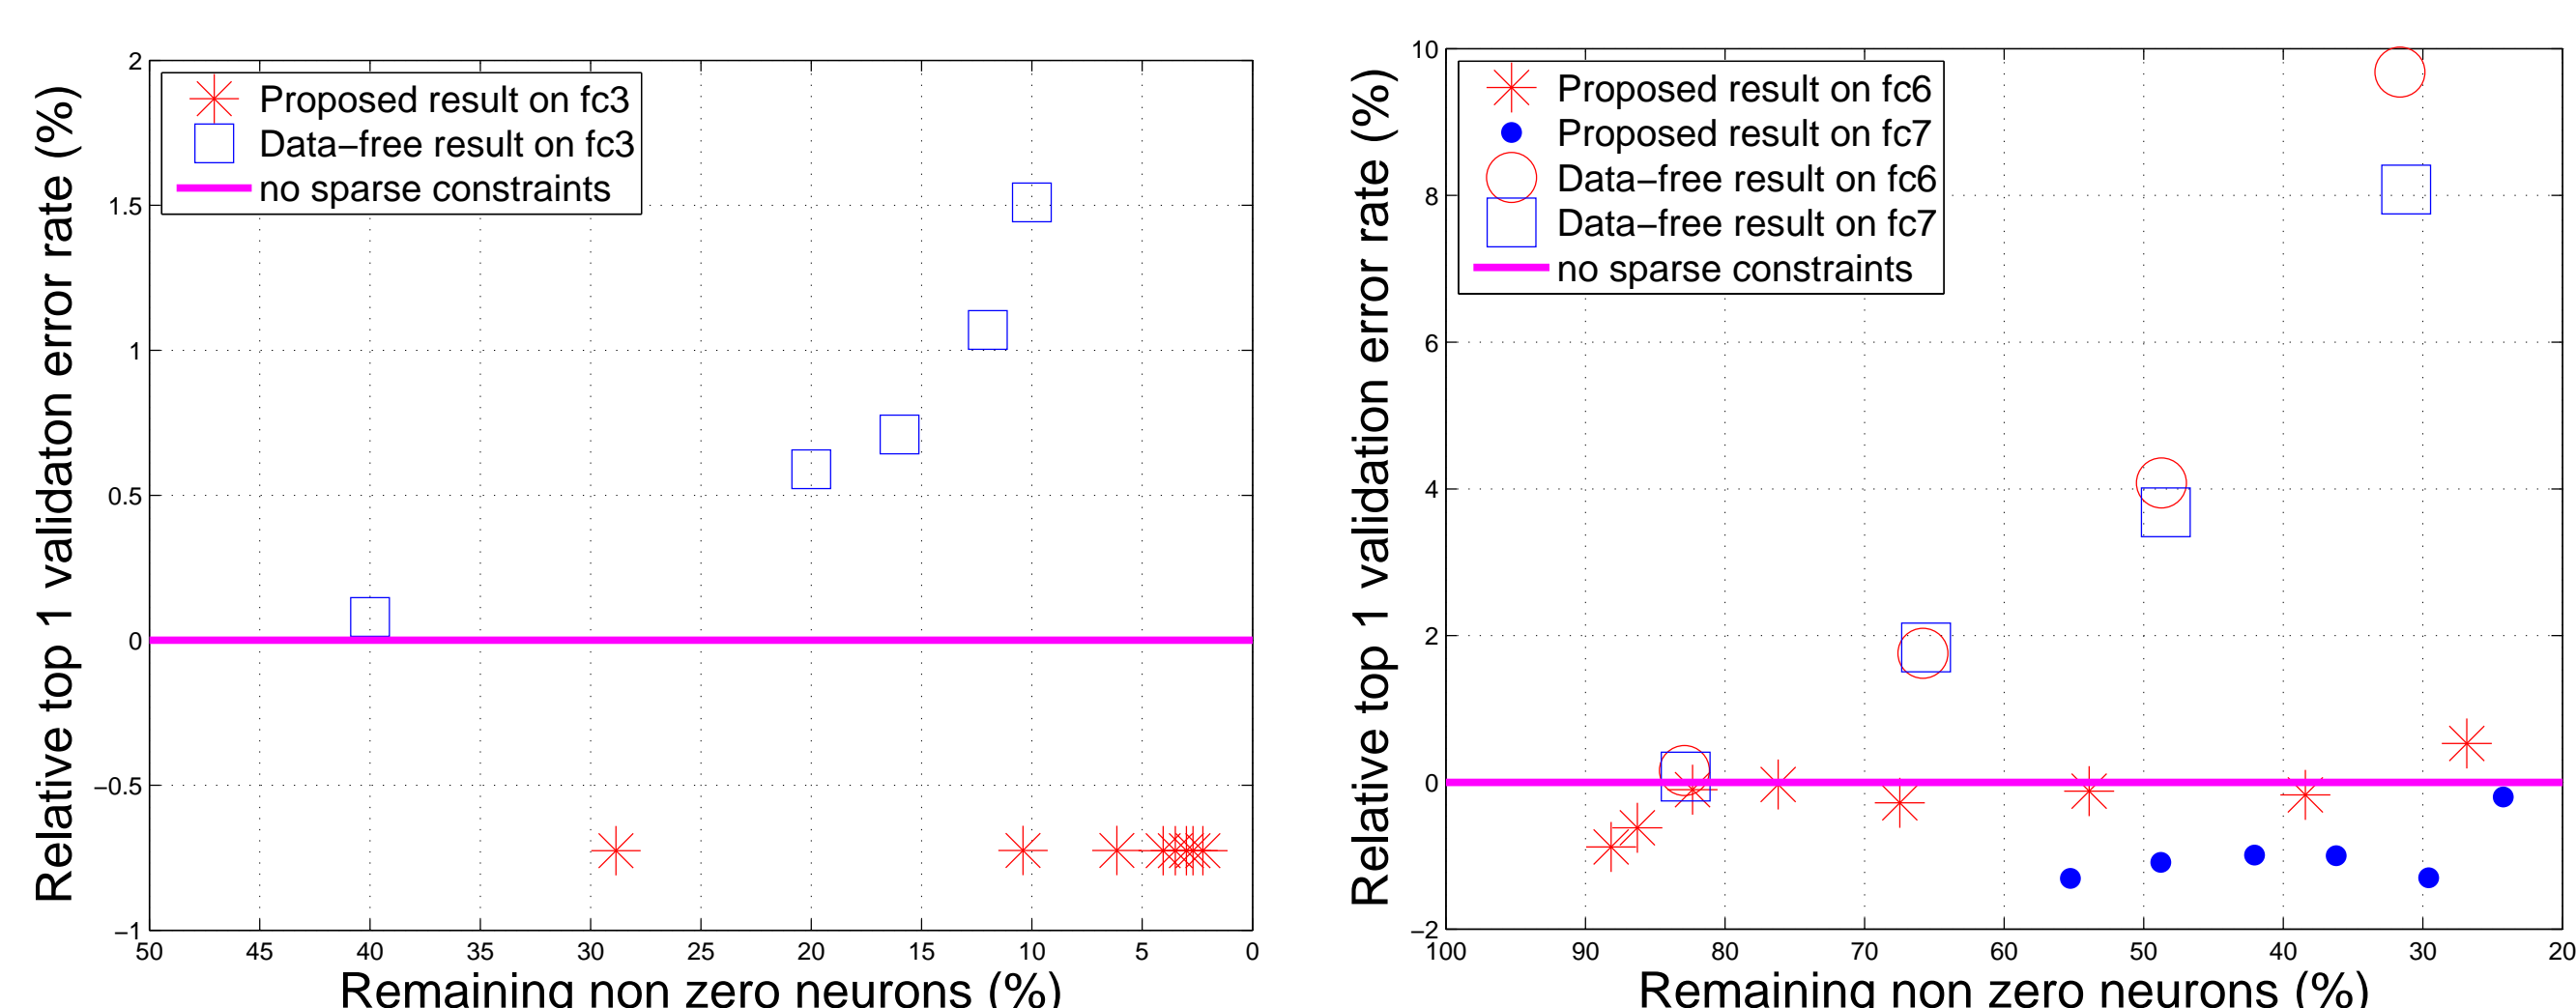 Relative top 1 validaton error rate (%)
2
1.5
1
0.5
0
−0.5
−1
Proposed result on fc3
Data−free result on fc3
no sparse constraints
50 45 40 35 30 25 20 15 10 5 0
Remaining non zero neurons (%)
Relative top 1 validation error rate (%)
10
8
6
4
2
0
−2
Proposed result on fc6
Proposed result on fc7
Data−free result on fc6
Data−free result on fc7
no sparse constraints
100 90 80 70 60 50 40 30 20
Remaining non zero neurons (%)